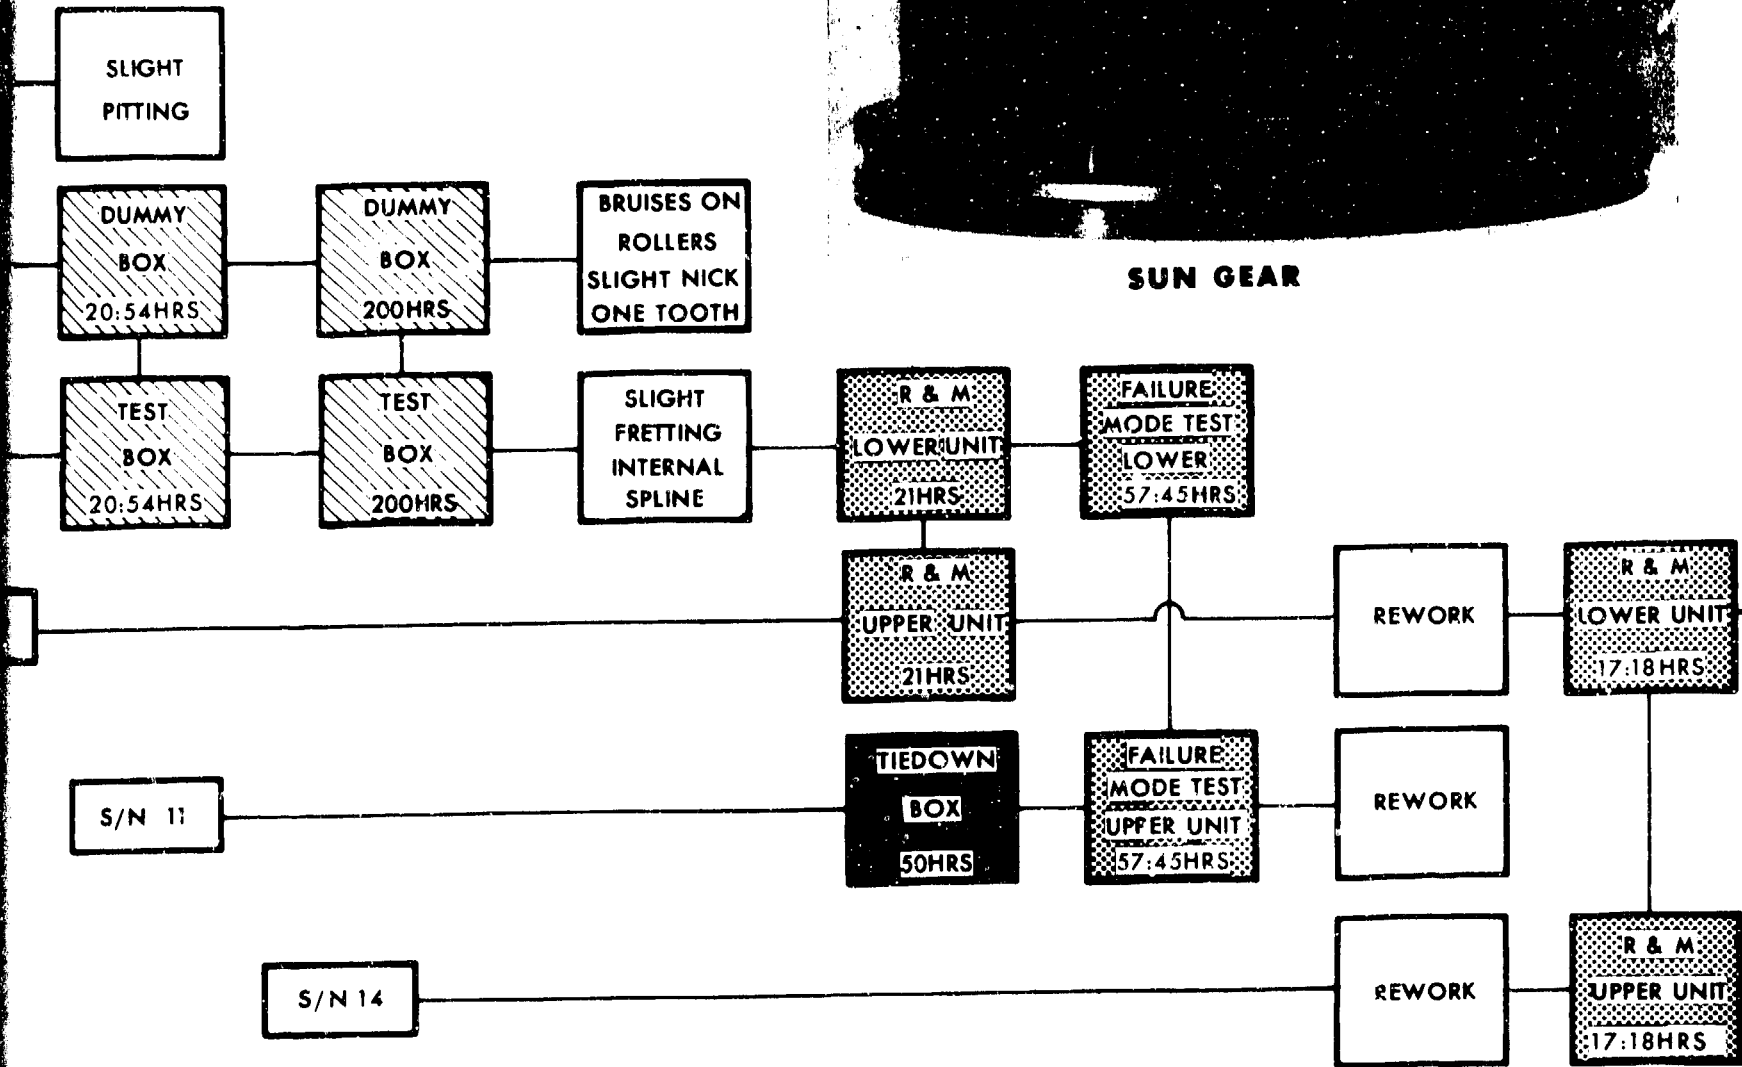 SLIGHT
PITTING
DUMMY
BOX
20:54HRS
DUMMY
BOX
200HRS
BRUISES ON
ROLLERS
SLIGHT NICK
ONE TOOTH
SUN GEAR
TEST
BOX
20:54HRS
TEST
BOX
200HRS
SLIGHT
FRETTING
INTERNAL
SPLINE
R & M
LOWER UNIT
21HRS
FAILURE
MODE TEST
LOWER
57:45HRS
R & M
UPPER UNIT
21HRS
REWORK
R & M
LOWER UNIT
17:18HRS
S/N 11
TIEDOWN
BOX
50HRS
FAILURE
MODE TEST
UPPER UNIT
57:45HRS
REWORK
S/N 14
REWORK
R & M
UPPER UNIT
17:18HRS